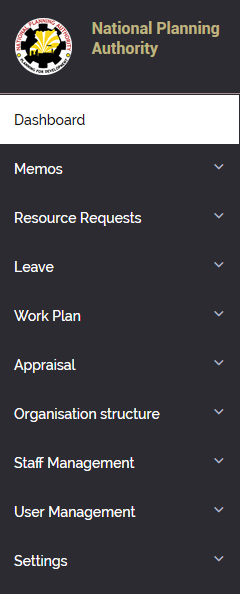 NATIONAL PLANNING AUTHORITY
PLANNING FOR DEVELOPMENT
National Planning
Authority
Dashboard
Memos
Resource Requests
Leave
Work Plan
Appraisal
Organisation structure
Staff Management
User Management
Settings